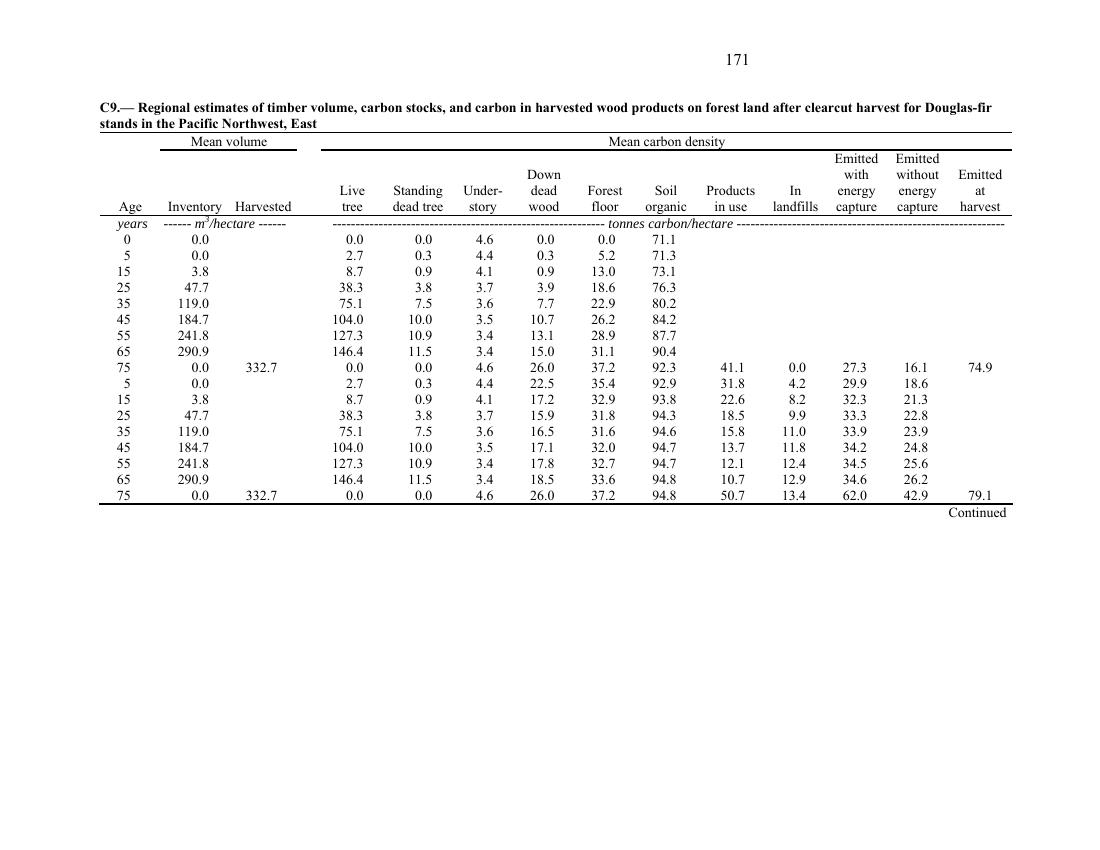 171
C9.— Regional estimates of timber volume, carbon stocks, and carbon in harvested wood products on forest land after clearcut harvest for Douglas-fir
stands in the Pacific Northwest, East
Mean volume Mean carbon density
Emitted Emitted
Down with without Emitted
Live Standing Under- dead Forest Soil Products In energy energy at
Age Inventory Harvested tree dead tree story wood floor organic in use landfills capture capture harvest
years ------ m³/hectare ------ ---------------------------------------------------------- tonnes carbon/hectare ----------------------------------------------------------
0 0.0 0.0 0.0 4.6 0.0 0.0 71.1
5 0.0 2.7 0.3 4.4 0.3 5.2 71.3
15 3.8 8.7 0.9 4.1 0.9 13.0 73.1
25 47.7 38.3 3.8 3.7 3.9 18.6 76.3
35 119.0 75.1 7.5 3.6 7.7 22.9 80.2
45 184.7 104.0 10.0 3.5 10.7 26.2 84.2
55 241.8 127.3 10.9 3.4 13.1 28.9 87.7
65 290.9 146.4 11.5 3.4 15.0 31.1 90.4
75 0.0 332.7 0.0 0.0 4.6 26.0 37.2 92.3 41.1 0.0 27.3 16.1 74.9
5 0.0 2.7 0.3 4.4 22.5 35.4 92.9 31.8 4.2 29.9 18.6
15 3.8 8.7 0.9 4.1 17.2 32.9 93.8 22.6 8.2 32.3 21.3
25 47.7 38.3 3.8 3.7 15.9 31.8 94.3 18.5 9.9 33.3 22.8
35 119.0 75.1 7.5 3.6 16.5 31.6 94.6 15.8 11.0 33.9 23.9
45 184.7 104.0 10.0 3.5 17.1 32.0 94.7 13.7 11.8 34.2 24.8
55 241.8 127.3 10.9 3.4 17.8 32.7 94.7 12.1 12.4 34.5 25.6
65 290.9 146.4 11.5 3.4 18.5 33.6 94.8 10.7 12.9 34.6 26.2
75 0.0 332.7 0.0 0.0 4.6 26.0 37.2 94.8 50.7 13.4 62.0 42.9 79.1
Continued